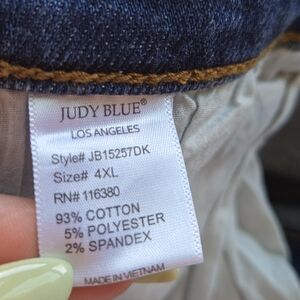 JUDY BLUE®
LOS ANGELES
Style# JB15257DK
Size# 4XL
RN# 116380
93% COTTON
5% POLYESTER
2% SPANDEX
MADE IN VIETNAM